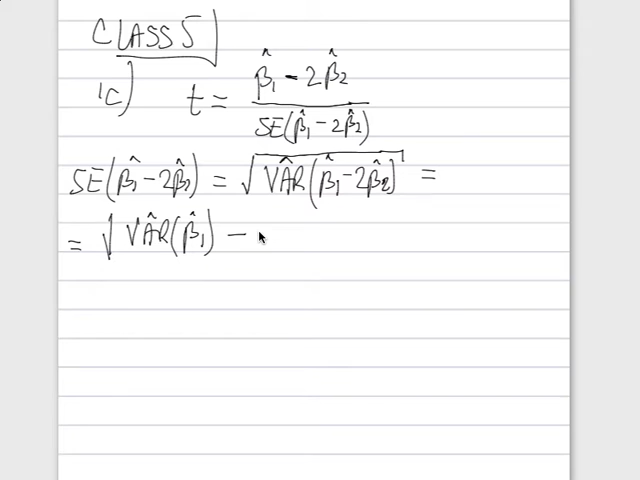 CLASS 5
1c) t = β̂₁ - 2β̂₂ / SE(β̂₁ - 2β̂₂)
SE(β̂₁ - 2β̂₂) = √VÂR(β̂₁ - 2β̂₂) =
= √VÂR(β̂₁) -